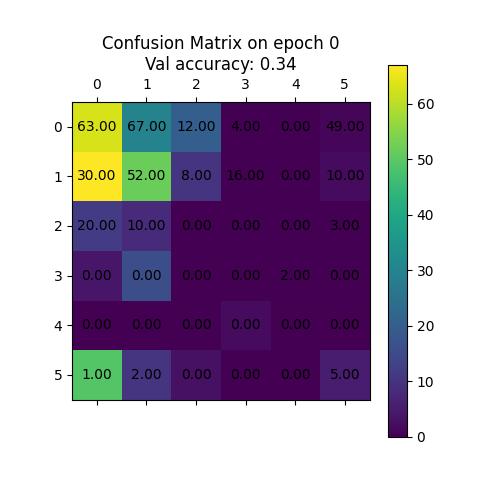 Confusion Matrix on epoch 0
Val accuracy: 0.34
0 1 2 3 4 5
0 63.00 67.00 12.00 4.00 0.00 49.00
1 30.00 52.00 8.00 16.00 0.00 10.00
2 20.00 10.00 0.00 0.00 0.00 3.00
3 0.00 0.00 0.00 0.00 2.00 0.00
4 0.00 0.00 0.00 0.00 0.00 0.00
5 1.00 2.00 0.00 0.00 0.00 5.00
60
50
40
30
20
10
0